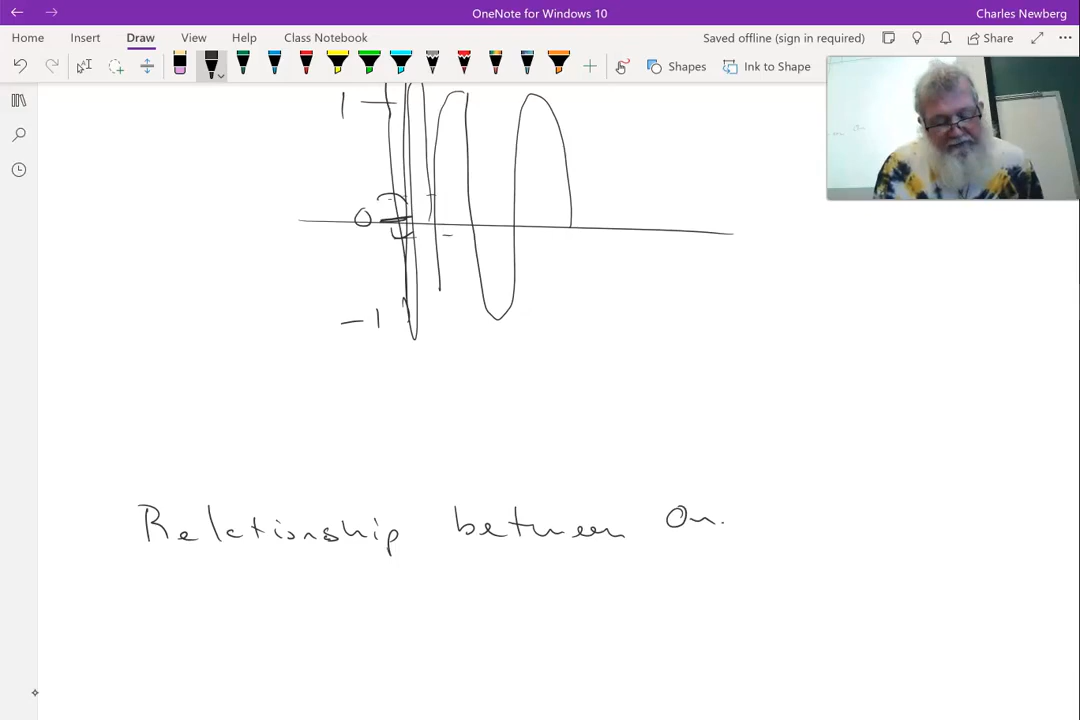 OneNote for Windows 10
Charles Newberg
Home Insert Draw View Help Class Notebook
Saved offline (sign in required)
Share
Shapes
Ink to Shape
1
0
-1
Relationship between On